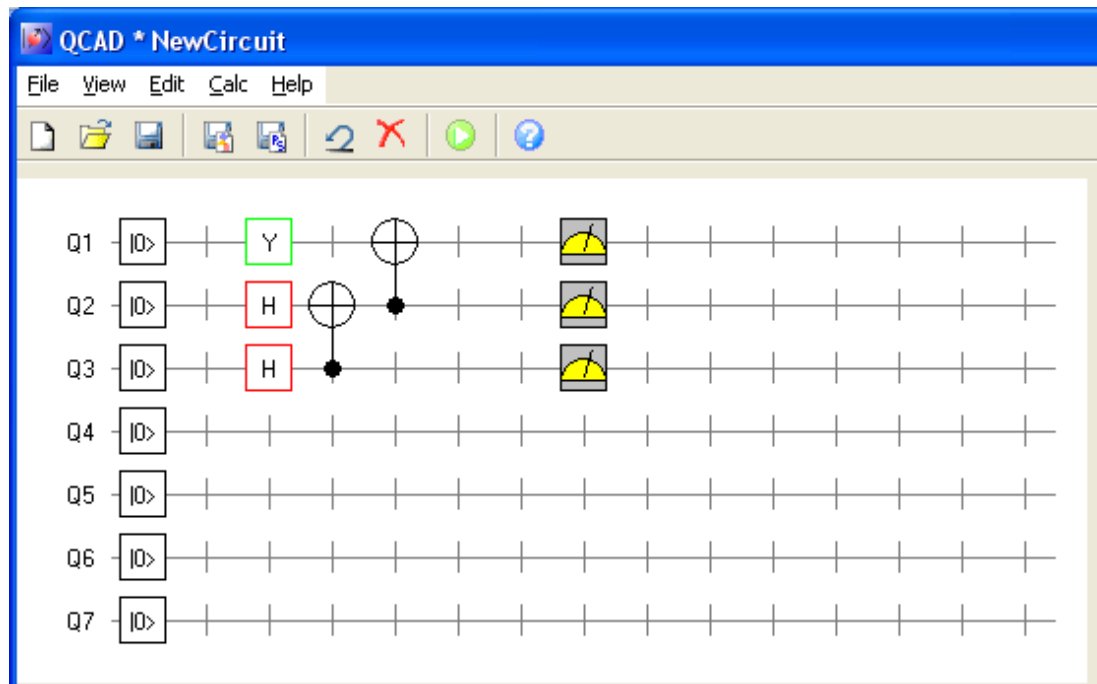 QCAD * NewCircuit
File View Edit Calc Help
Q1 |0> Y
Q2 |0> H
Q3 |0> H
Q4 |0>
Q5 |0>
Q6 |0>
Q7 |0>